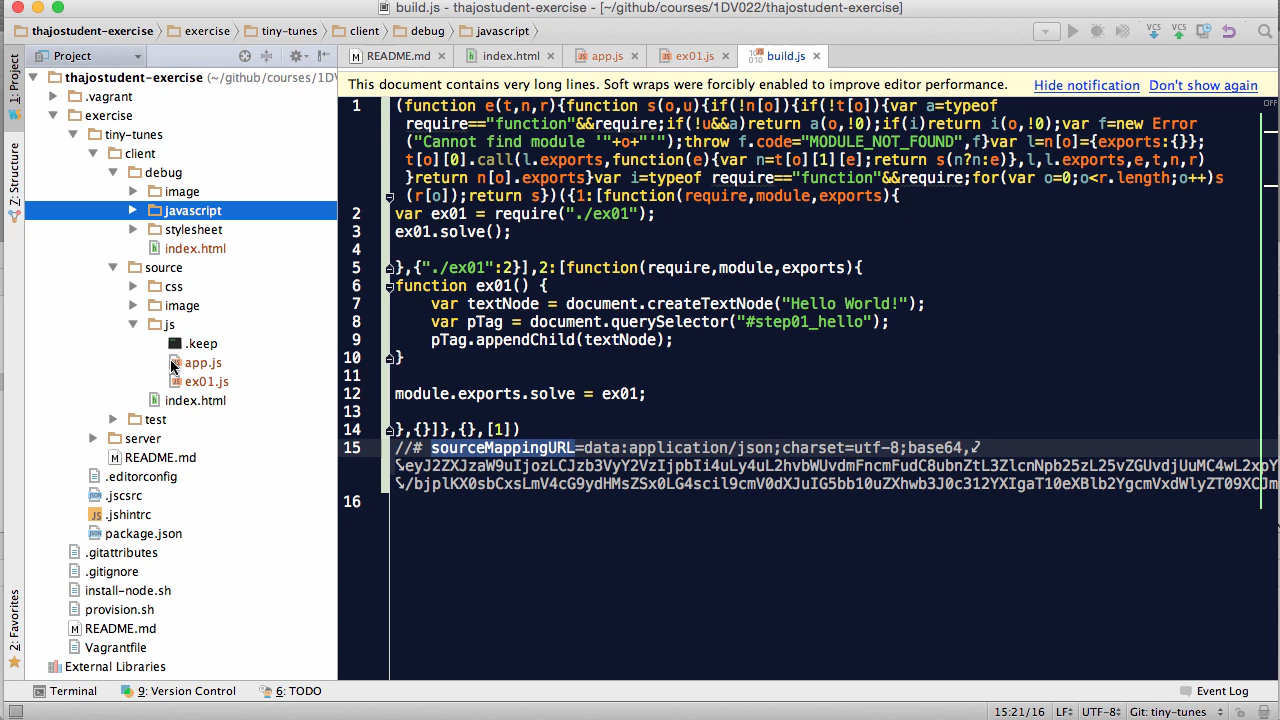 build.js - thajostudent-exercise - [~/github/courses/1DV022/thajostudent-exercise]
thajostudent-exercise exercise tiny-tunes client debug javascript
Project
README.md index.html app.js ex01.js build.js
1: Project
Z: Structure
2: Favorites
thajostudent-exercise (~/github/courses/1DV
.vagrant
exercise
tiny-tunes
client
debug
image
javascript
stylesheet
index.html
source
css
image
js
.keep
app.js
ex01.js
index.html
test
server
README.md
.editorconfig
.jscsrc
.jshintrc
package.json
.gitattributes
.gitignore
install-node.sh
provision.sh
README.md
Vagrantfile
External Libraries
This document contains very long lines. Soft wraps were forcibly enabled to improve editor performance. Hide notification Don't show again
OFF
1 (function e(t,n,r){function s(o,u){if(!n[o]){if(!t[o]){var a=typeof
require=="function"&&require;if(!u&&a)return a(o,!0);if(i)return i(o,!0);var f=new Error
("Cannot find module '"+o+"'");throw f.code="MODULE_NOT_FOUND",f}var l=n[o]={exports:{}};
t[o][0].call(l.exports,function(e){var n=t[o][1][e];return s(n?n:e)},l,l.exports,e,t,n,r)
}return n[o].exports}var i=typeof require=="function"&&require;for(var o=0;o<r.length;o++)s
(r[o]);return s})({1:[function(require,module,exports){
2 var ex01 = require("./ex01");
3 ex01.solve();
4
5 },{"./ex01":2}],2:[function(require,module,exports){
6 function ex01() {
7 var textNode = document.createTextNode("Hello World!");
8 var pTag = document.querySelector("#step01_hello");
9 pTag.appendChild(textNode);
10 }
11
12 module.exports.solve = ex01;
13
14 },{}]},{},[1])
15 //# sourceMappingURL=data:application/json;charset=utf-8;base64,
16
Terminal 9: Version Control 6: TODO Event Log
15:21/16 LF UTF-8 Git: tiny-tunes
VCS VCS